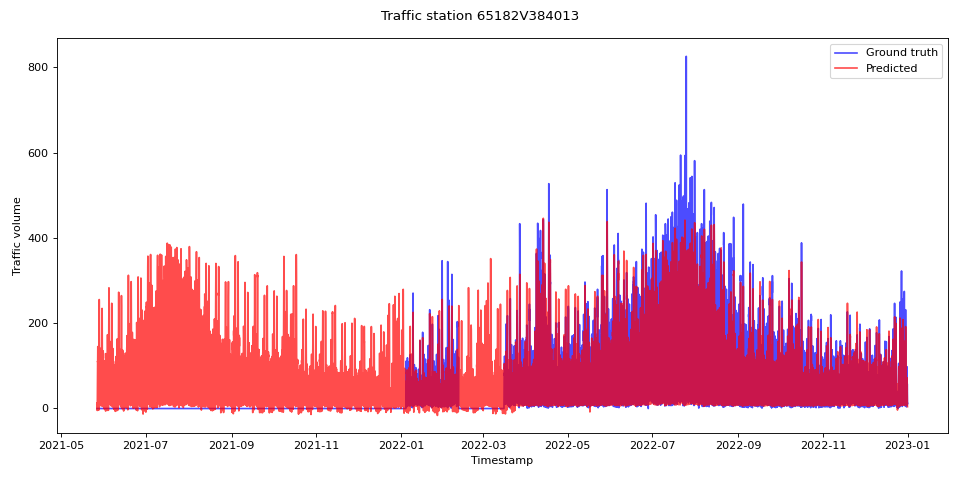 Traffic station 65182V384013
Ground truth
Predicted
Traffic volume
800
600
400
200
0
2021-05 2021-07 2021-09 2021-11 2022-01 2022-03 2022-05 2022-07 2022-09 2022-11 2023-01
Timestamp